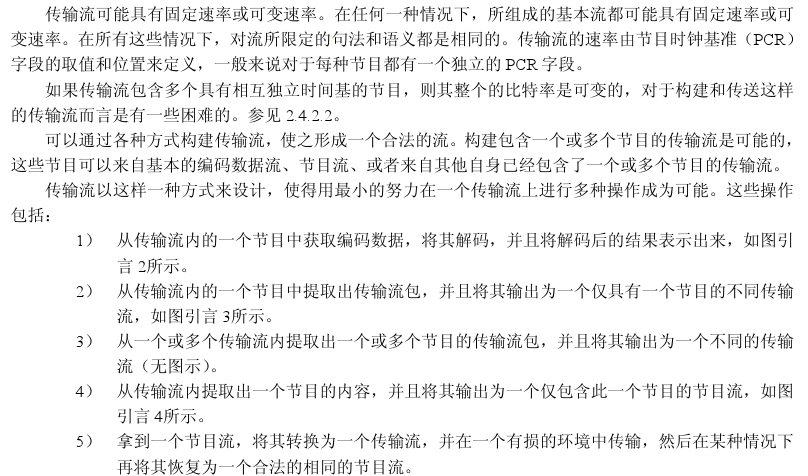 传输流可能具有固定速率或可变速率。在任何一种情况下，所组成的基本流都可能具有固定速率或可
变速率。在所有这些情况下，对流所限定的句法和语义都是相同的。传输流的速率由节目时钟基准（PCR）
字段的取值和位置来定义，一般来说对于每种节目都有一个独立的 PCR 字段。
如果传输流包含多个具有相互独立时间基的节目，则其整个的比特率是可变的，对于构建和传送这样
的传输流而言是有一些困难的。参见 2.4.2.2。
可以通过各种方式构建传输流，使之形成一个合法的流。构建包含一个或多个节目的传输流是可能的，
这些节目可以来自基本的编码数据流、节目流、或者来自其他自身已经包含了一个或多个节目的传输流。
传输流以这样一种方式来设计，使得用最小的努力在一个传输流上进行多种操作成为可能。这些操作
包括：
1） 从传输流内的一个节目中获取编码数据，将其解码，并且将解码后的结果表示出来，如图引
言 2所示。
2） 从传输流内的一个节目中提取出传输流包，并且将其输出为一个仅具有一个节目的不同传输
流，如图引言 3所示。
3） 从一个或多个传输流内提取出一个或多个节目的传输流包，并且将其输出为一个不同的传输
流（无图示）。
4） 从传输流内提取出一个节目的内容，并且将其输出为一个仅包含此一个节目的节目流，如图
引言 4所示。
5） 拿到一个节目流，将其转换为一个传输流，并在一个有损的环境中传输，然后在某种情况下
再将其恢复为一个合法的相同的节目流。